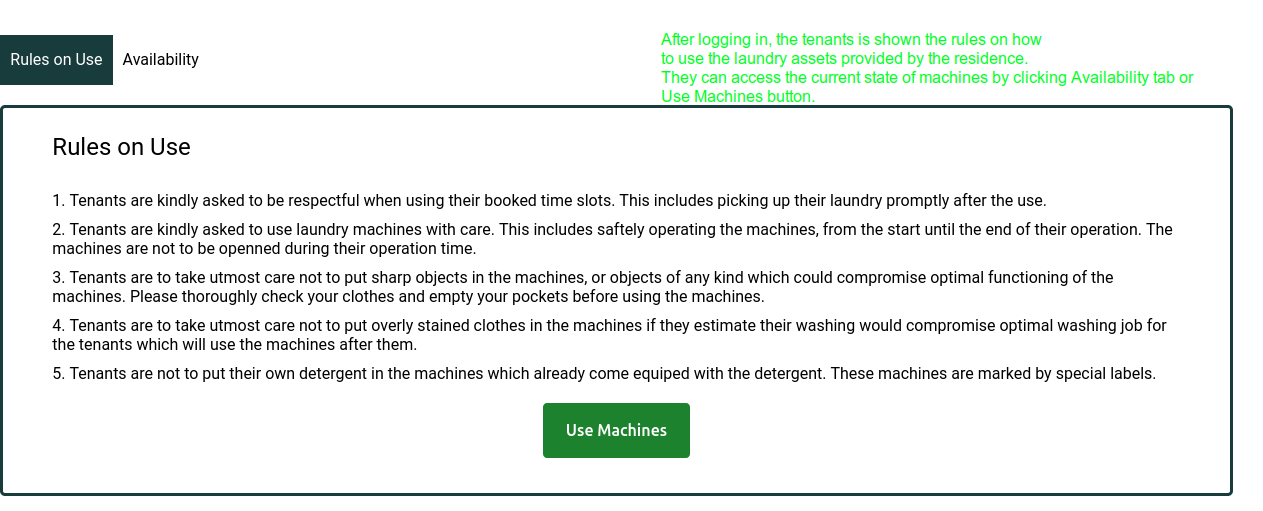 Rules on Use
Availability
After logging in, the tenants is shown the rules on how
to use the laundry assets provided by the residence.
They can access the current state of machines by clicking Availability tab or
Use Machines button.
Rules on Use
1. Tenants are kindly asked to be respectful when using their booked time slots. This includes picking up their laundry promptly after the use.
2. Tenants are kindly asked to use laundry machines with care. This includes saftely operating the machines, from the start until the end of their operation. The
machines are not to be openned during their operation time.
3. Tenants are to take utmost care not to put sharp objects in the machines, or objects of any kind which could compromise optimal functioning of the
machines. Please thoroughly check your clothes and empty your pockets before using the machines.
4. Tenants are to take utmost care not to put overly stained clothes in the machines if they estimate their washing would compromise optimal washing job for
the tenants which will use the machines after them.
5. Tenants are not to put their own detergent in the machines which already come equiped with the detergent. These machines are marked by special labels.
Use Machines